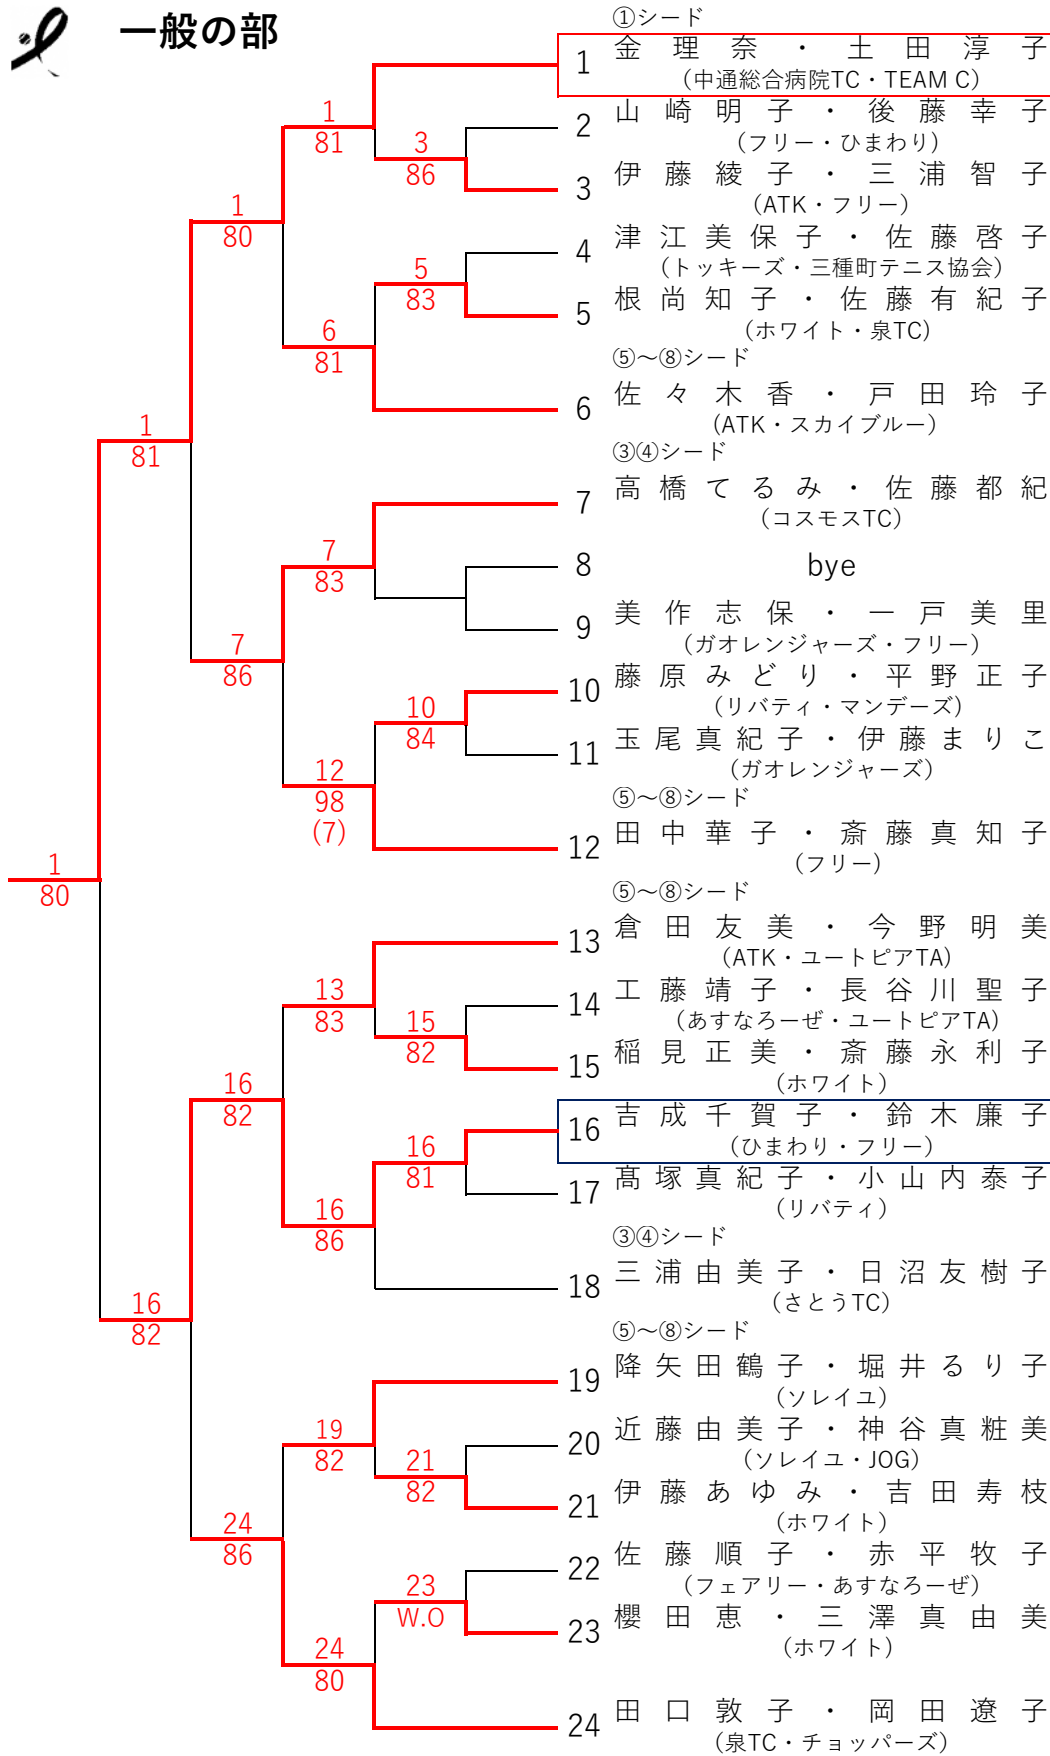 一般の部
①シード
1 金理奈・土田淳子
(中通総合病院TC・TEAM C)
2 山崎明子・後藤幸子
(フリー・ひまわり)
3 伊藤綾子・三浦智子
(ATK・フリー)
4 津江美保子・佐藤啓子
(トッキーズ・三種町テニス協会)
5 根尚知子・佐藤有紀子
(ホワイト・泉TC)
⑤～⑧シード
6 佐々木香・戸田玲子
(ATK・スカイブルー)
③④シード
7 高橋てるみ・佐藤都紀
(コスモスTC)
8 bye
9 美作志保・一戸美里
(ガオレンジャーズ・フリー)
10 藤原みどり・平野正子
(リバティ・マンデーズ)
11 玉尾真紀子・伊藤まりこ
(ガオレンジャーズ)
⑤～⑧シード
12 田中華子・斎藤真知子
(フリー)
⑤～⑧シード
13 倉田友美・今野明美
(ATK・ユートピアTA)
14 工藤靖子・長谷川聖子
(あすなろーぜ・ユートピアTA)
15 稲見正美・斎藤永利子
(ホワイト)
16 吉成千賀子・鈴木廉子
(ひまわり・フリー)
17 髙塚真紀子・小山内泰子
(リバティ)
③④シード
18 三浦由美子・日沼友樹子
(さとうTC)
⑤～⑧シード
19 降矢田鶴子・堀井るり子
(ソレイユ)
20 近藤由美子・神谷真粧美
(ソレイユ・JOG)
21 伊藤あゆみ・吉田寿枝
(ホワイト)
22 佐藤順子・赤平牧子
(フェアリー・あすなろーぜ)
23 櫻田恵・三澤真由美
(ホワイト)
24 田口敦子・岡田遼子
(泉TC・チョッパーズ)
3
86
5
83
10
84
15
82
16
81
21
82
23
W.O
1
81
6
81
7
83
12
98
(7)
13
83
16
86
19
82
24
80
1
80
7
86
16
82
24
86
1
81
16
82
1
80